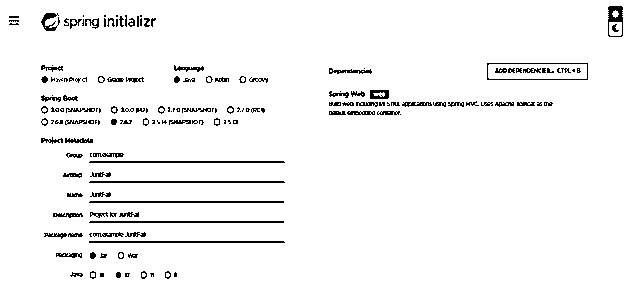 spring initializr
Project
Maven Project Gradle Project
Language
Java Kotlin Groovy
Spring Boot
3.0.0 (SNAPSHOT) 3.0.0 (M2) 2.7.0 (SNAPSHOT) 2.7.0 (RC1)
2.6.8 (SNAPSHOT) 2.6.7 2.5.14 (SNAPSHOT) 2.5.13
Project Metadata
Group com.example
Artifact JunitFail
Name JunitFail
Description Project for JunitFail
Package name com.example.JunitFail
Packaging Jar War
Java 18 17 11 8
Dependencies
ADD DEPENDENCIES... CTRL + B
Spring Web WEB
Build web, including RESTful, applications using Spring MVC. Uses Apache Tomcat as the
default embedded container.